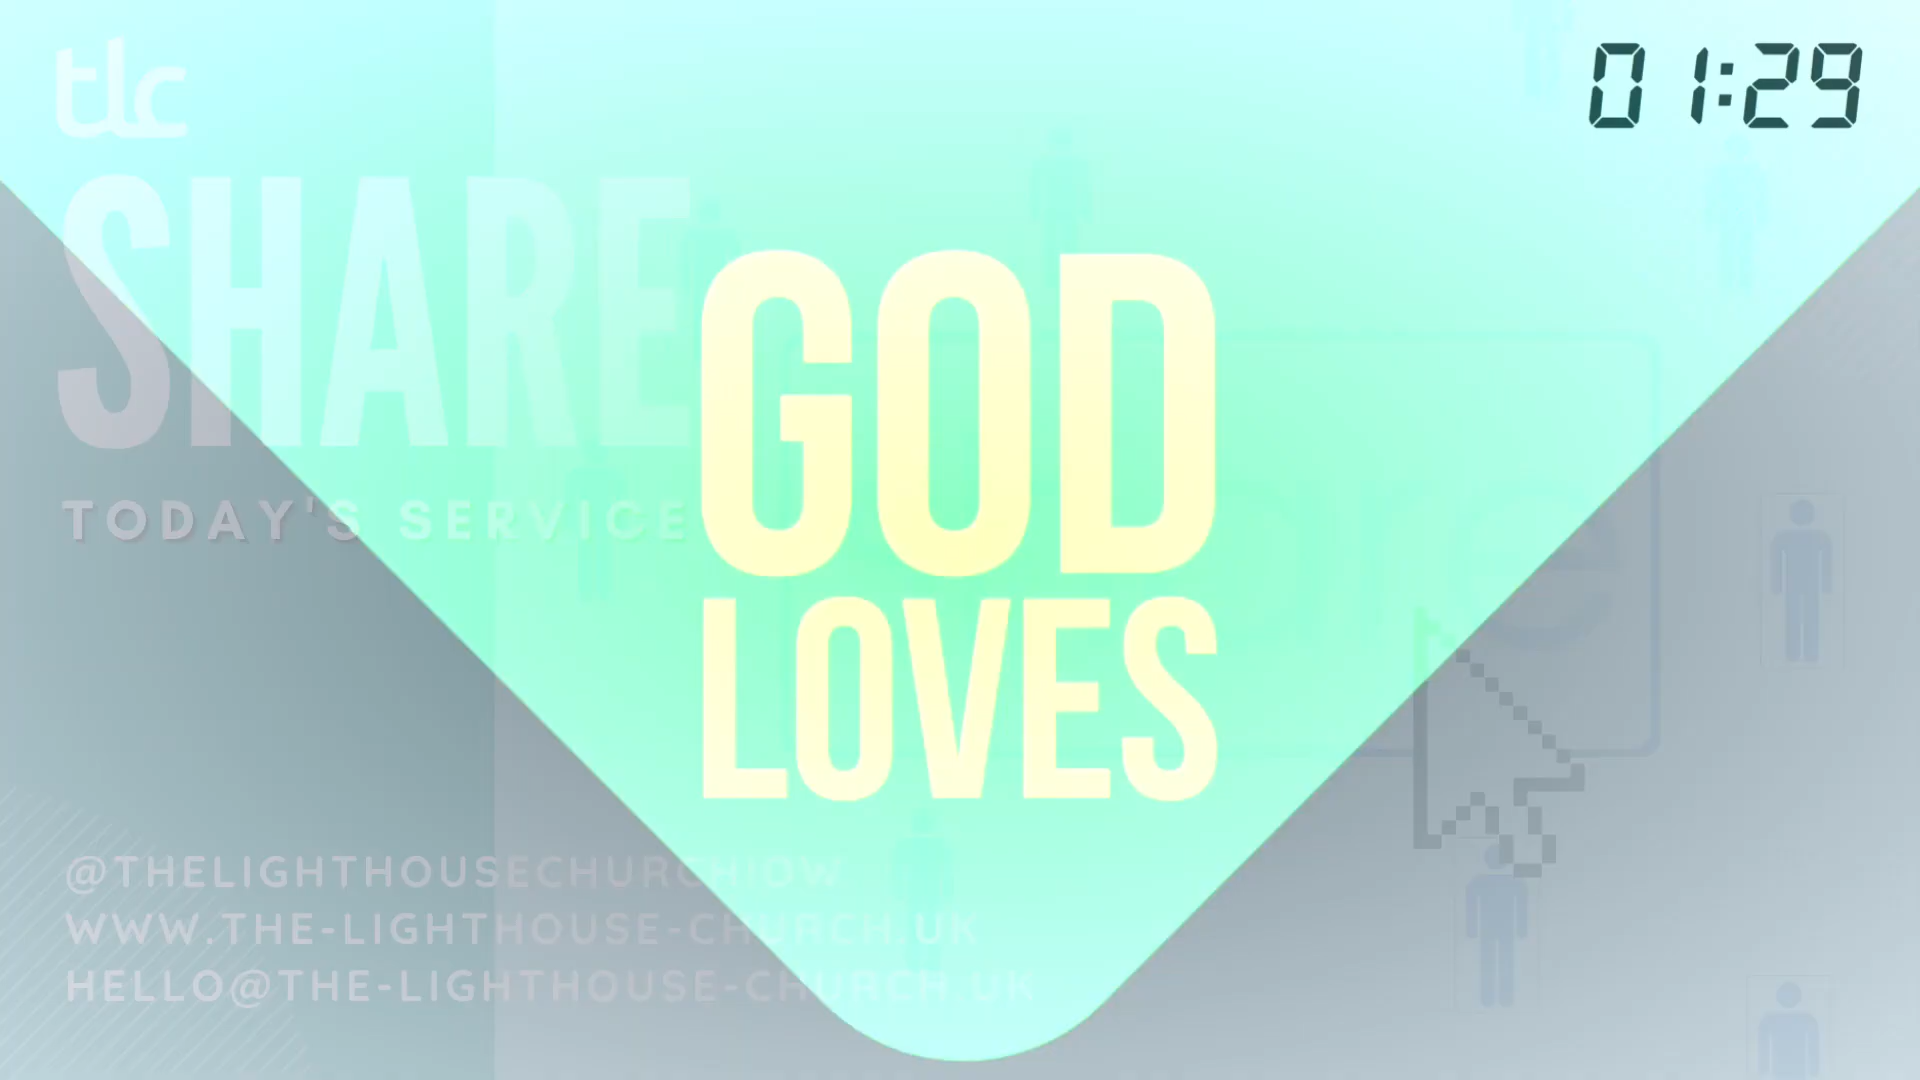 tlc
01:29
SHARE
TODAY'S SERVICE
GOD
LOVES
@THELIGHTHOUSECHURCHIOW
WWW.THE-LIGHTHOUSE-CHURCH.UK
HELLO@THE-LIGHTHOUSE-CHURCH.UK